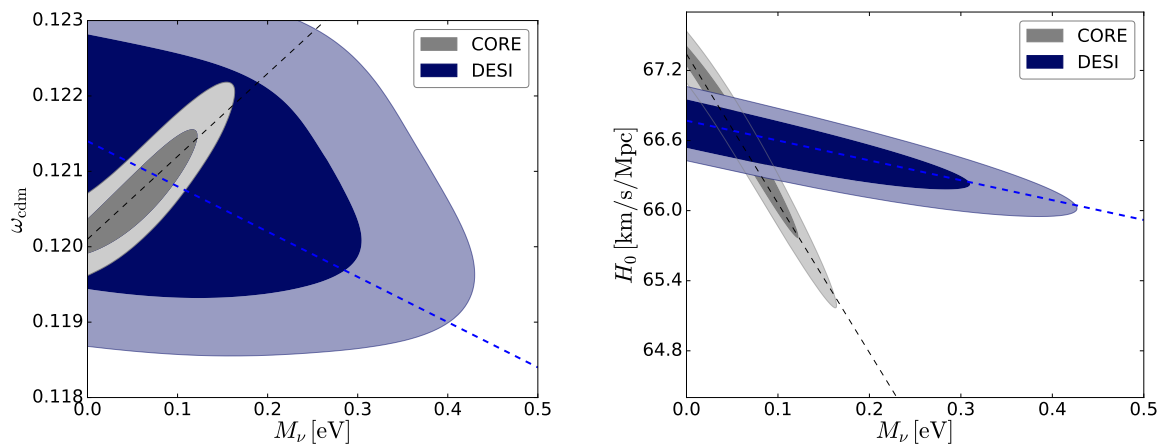 0.123
0.122
0.121
0.120
0.119
0.118
ω_cdm
0.0 0.1 0.2 0.3 0.4 0.5
M_ν [eV]
CORE
DESI
67.2
66.6
66.0
65.4
64.8
H_0 [km/s/Mpc]
0.0 0.1 0.2 0.3 0.4 0.5
M_ν [eV]
CORE
DESI